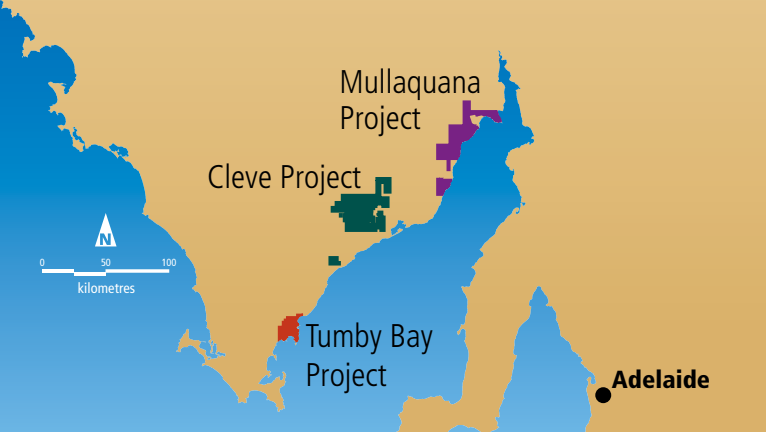 Mullaquana
Project
Cleve Project
N
0 50 100
kilometres
Tumby Bay
Project
Adelaide